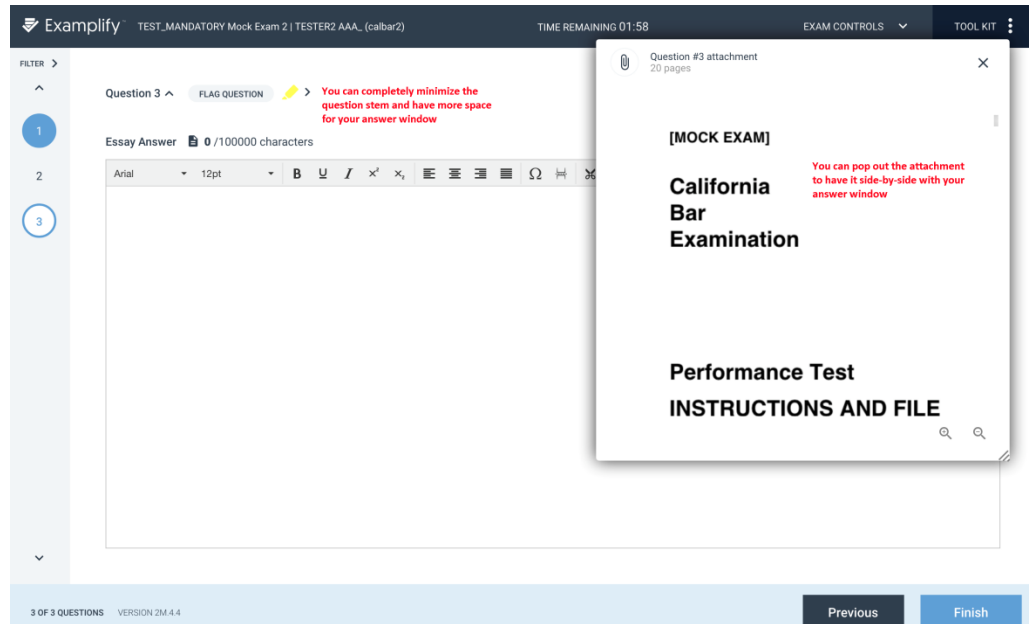 Examplify TEST_MANDATORY Mock Exam 2 | TESTER2 AAA_ (calbar2) TIME REMAINING 01:58 EXAM CONTROLS TOOL KIT
FILTER
Question 3 FLAG QUESTION
You can completely minimize the
question stem and have more space
for your answer window
1
2
3
Essay Answer 0 /100000 characters
Arial 12pt B U I x² x₂ Ω
Question #3 attachment
20 pages
[MOCK EXAM]
You can pop out the attachment
to have it side-by-side with your
answer window
California
Bar
Examination
Performance Test
INSTRUCTIONS AND FILE
3 OF 3 QUESTIONS VERSION 2M.4.4
Previous Finish